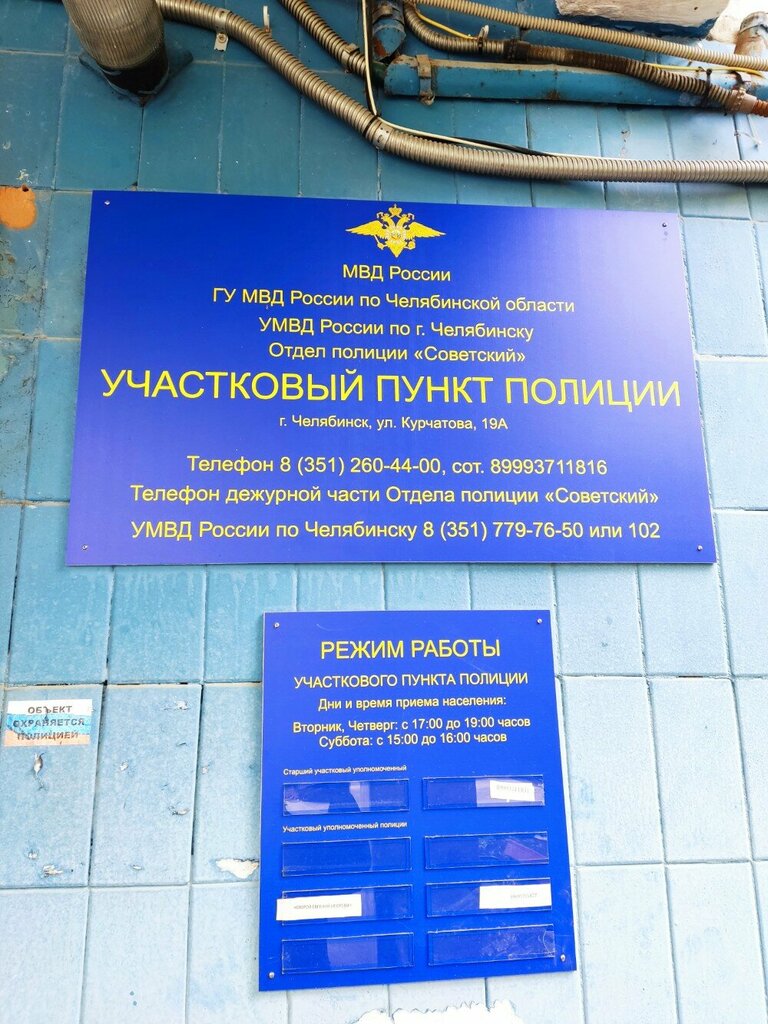 МВД России
ГУ МВД России по Челябинской области
УМВД России по г. Челябинску
Отдел полиции «Советский»
УЧАСТКОВЫЙ ПУНКТ ПОЛИЦИИ
г. Челябинск, ул. Курчатова, 19А
Телефон 8 (351) 260-44-00, сот. 89993711816
Телефон дежурной части Отдела полиции «Советский»
УМВД России по Челябинску 8 (351) 779-76-50 или 102
РЕЖИМ РАБОТЫ
УЧАСТКОВОГО ПУНКТА ПОЛИЦИИ
Дни и время приема населения:
Вторник, Четверг: с 17:00 до 19:00 часов
Суббота: с 15:00 до 16:00 часов
Старший участковый уполномоченный
Участковый уполномоченный полиции
ОБЪЕКТ
ОХРАНЯЕТСЯ
ПОЛИЦИЕЙ